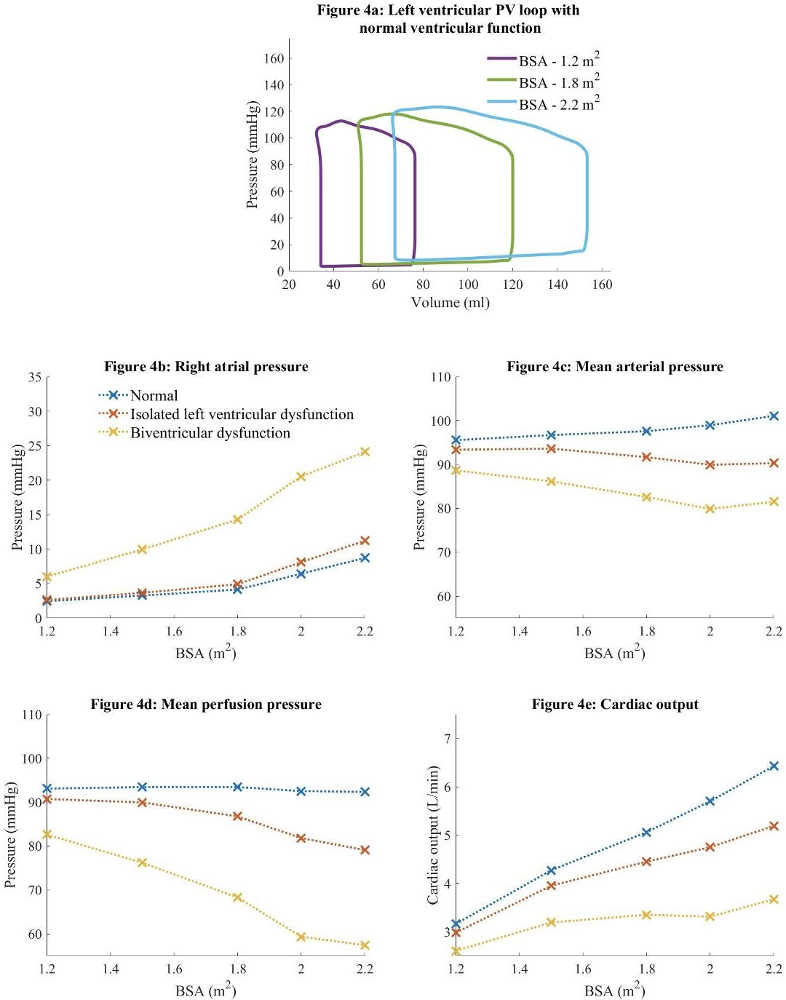 Figure 4a: Left ventricular PV loop with
normal ventricular function
BSA - 1.2 m²
BSA - 1.8 m²
BSA - 2.2 m²
160
140
120
100
80
60
40
20
0
Pressure (mmHg)
20 40 60 80 100 120 140 160
Volume (ml)
Figure 4b: Right atrial pressure
Normal
Isolated left ventricular dysfunction
Biventricular dysfunction
35
30
25
20
15
10
5
0
Pressure (mmHg)
1.2 1.4 1.6 1.8 2 2.2
BSA (m²)
Figure 4c: Mean arterial pressure
110
100
90
80
70
60
Pressure (mmHg)
1.2 1.4 1.6 1.8 2 2.2
BSA (m²)
Figure 4d: Mean perfusion pressure
110
100
90
80
70
60
Pressure (mmHg)
1.2 1.4 1.6 1.8 2 2.2
BSA (m²)
Figure 4e: Cardiac output
7
6
5
4
3
Cardiac output (L/min)
1.2 1.4 1.6 1.8 2 2.2
BSA (m²)